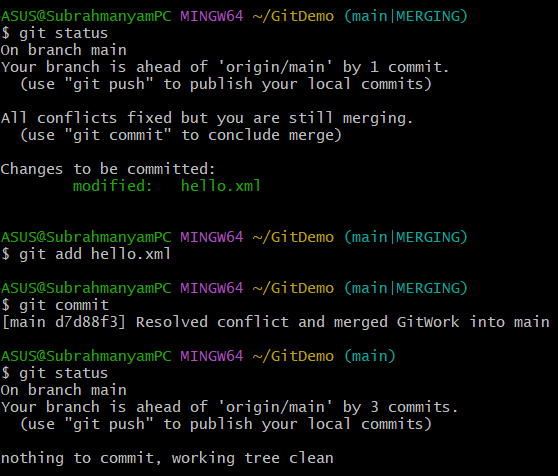 ASUS@SubrahmanyamPC MINGW64 ~/GitDemo (main|MERGING)
$ git status
On branch main
Your branch is ahead of 'origin/main' by 1 commit.
  (use "git push" to publish your local commits)

All conflicts fixed but you are still merging.
  (use "git commit" to conclude merge)

Changes to be committed:
        modified:   hello.xml

ASUS@SubrahmanyamPC MINGW64 ~/GitDemo (main|MERGING)
$ git add hello.xml

ASUS@SubrahmanyamPC MINGW64 ~/GitDemo (main|MERGING)
$ git commit
[main d7d88f3] Resolved conflict and merged GitWork into main

ASUS@SubrahmanyamPC MINGW64 ~/GitDemo (main)
$ git status
On branch main
Your branch is ahead of 'origin/main' by 3 commits.
  (use "git push" to publish your local commits)

nothing to commit, working tree clean